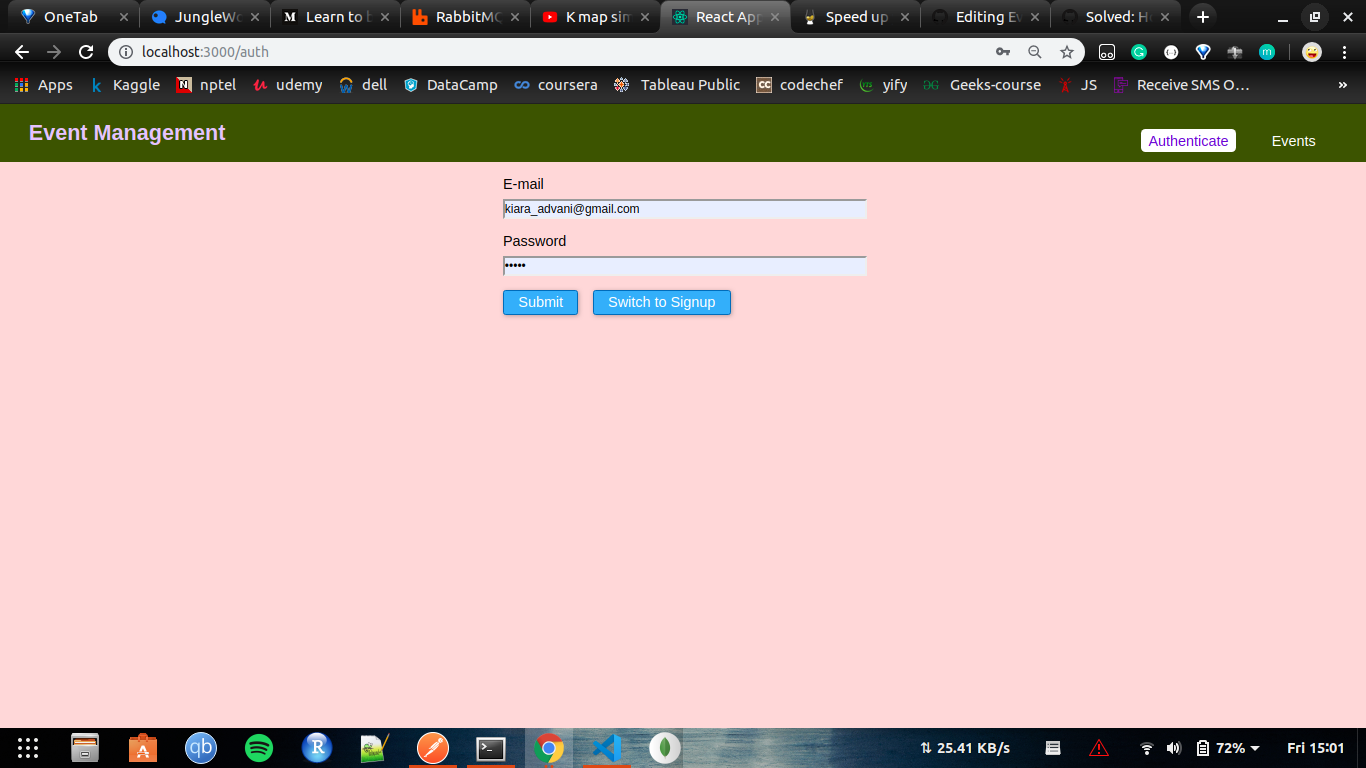 OneTab JungleWo Learn to b RabbitMQ K map sim React App Speed up Editing Ev Solved: Ho
localhost:3000/auth
Apps Kaggle nptel udemy dell DataCamp coursera Tableau Public codechef yify Geeks-course JS Receive SMS O…
Event Management
Authenticate Events
E-mail
kiara_advani@gmail.com
Password
•••••
Submit Switch to Signup
25.41 KB/s 72% Fri 15:01